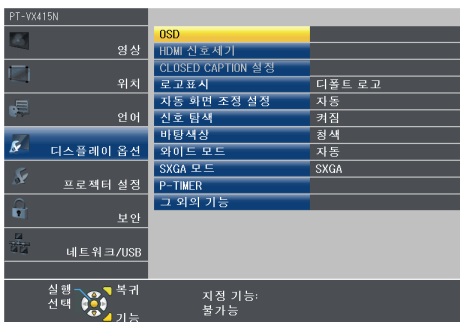 PT-VX415N
영상
위치
언어
디스플레이 옵션
프로젝터 설정
보안
네트워크/USB
OSD
HDMI 신호세기
CLOSED CAPTION 설정
로고표시 디폴트 로고
자동 화면 조정 설정 자동
신호 탐색 켜짐
바탕색상 청색
와이드 모드 자동
SXGA 모드 SXGA
P-TIMER
그 외의 기능
실행 복귀
선택
기능
지정 기능:
불가능